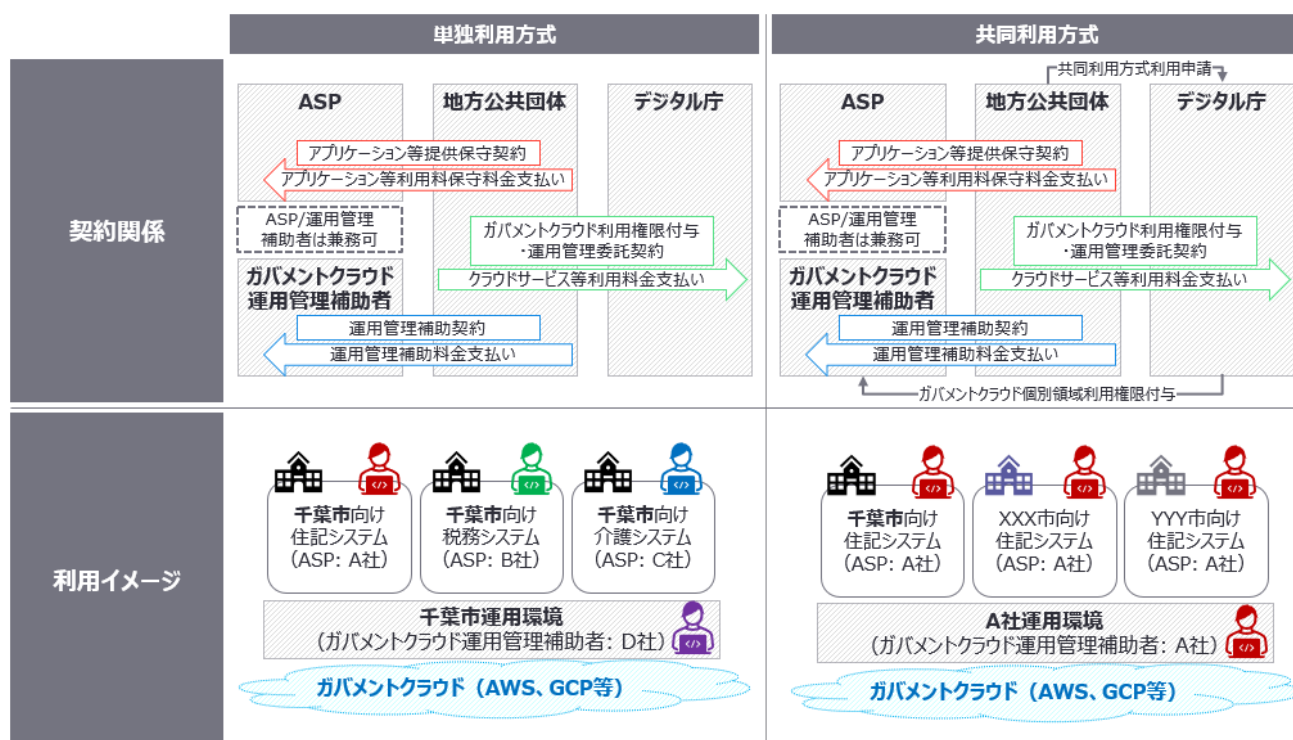 単独利用方式
共同利用方式
契約関係
ASP
地方公共団体
デジタル庁
アプリケーション等提供保守契約
アプリケーション等利用料保守料金支払い
ASP/運用管理
補助者は兼務可
ガバメントクラウド利用権限付与
・運用管理委託契約
クラウドサービス等利用料金支払い
ガバメントクラウド
運用管理補助者
運用管理補助契約
運用管理補助料金支払い
共同利用方式利用申請
ASP
地方公共団体
デジタル庁
アプリケーション等提供保守契約
アプリケーション等利用料保守料金支払い
ASP/運用管理
補助者は兼務可
ガバメントクラウド利用権限付与
・運用管理委託契約
クラウドサービス等利用料金支払い
ガバメントクラウド
運用管理補助者
運用管理補助契約
運用管理補助料金支払い
ガバメントクラウド個別領域利用権限付与
利用イメージ
千葉市向け
住記システム
(ASP: A社)
千葉市向け
税務システム
(ASP: B社)
千葉市向け
介護システム
(ASP: C社)
千葉市運用環境
(ガバメントクラウド運用管理補助者: D社)
ガバメントクラウド (AWS、GCP等)
千葉市向け
住記システム
(ASP: A社)
XXX市向け
住記システム
(ASP: A社)
YYY市向け
住記システム
(ASP: A社)
A社運用環境
(ガバメントクラウド運用管理補助者: A社)
ガバメントクラウド (AWS、GCP等)